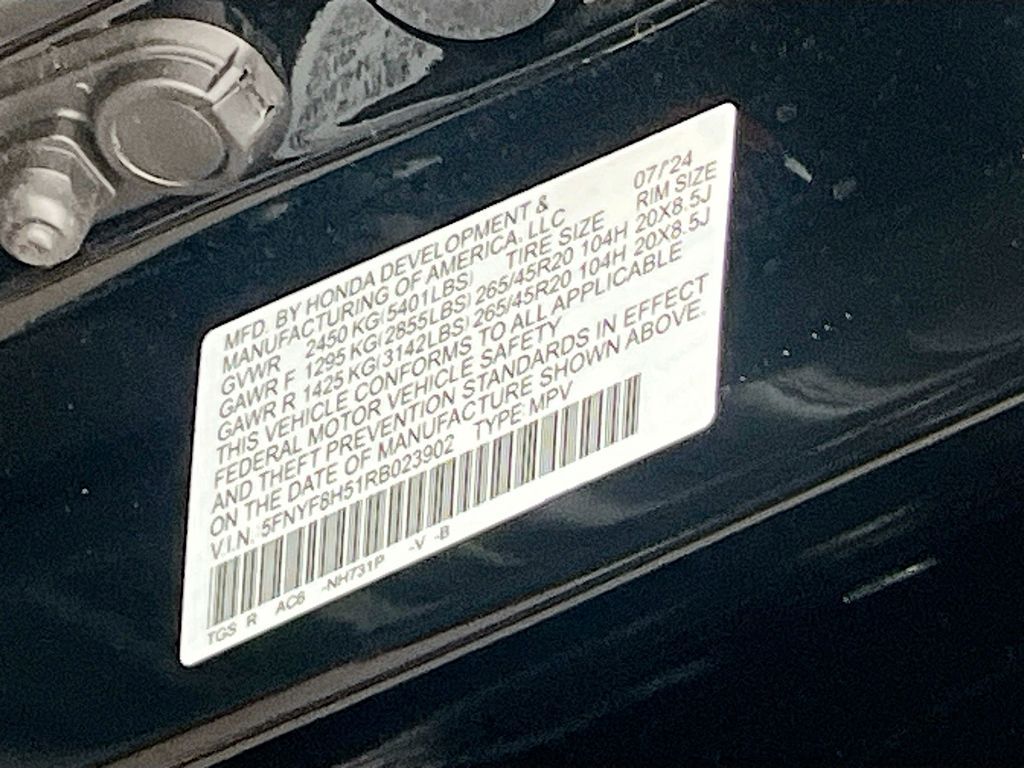 MFD. BY HONDA DEVELOPMENT &
MANUFACTURING OF AMERICA, LLC 07/'24
GVWR 2450 KG(5401LBS) TIRE SIZE RIM SIZE
GAWR F 1295 KG(2855LBS) 265/45R20 104H 20X8.5J
GAWR R 1425 KG(3142LBS) 265/45R20 104H 20X8.5J
THIS VEHICLE CONFORMS TO ALL APPLICABLE
FEDERAL MOTOR VEHICLE SAFETY
AND THEFT PREVENTION STANDARDS IN EFFECT
ON THE DATE OF MANUFACTURE SHOWN ABOVE.
V.I.N. 5FNYF8H51RB023902 TYPE: MPV
TGS R AC6 -NH731P -V -B